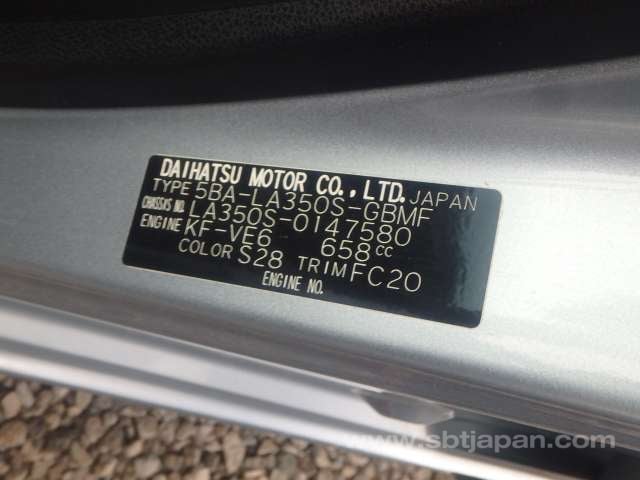 DAIHATSU MOTOR CO., LTD. JAPAN
TYPE 5BA-LA350S-GBMF
CHASSIS NO. LA350S-0147580
ENGINE KF-VE6 658cc
COLOR S28 TRIM FC20
ENGINE NO.
www.sbtjapan.com